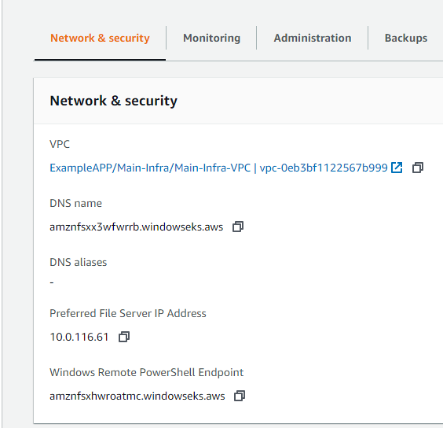 Network & security Monitoring Administration Backups
Network & security
VPC
ExampleAPP/Main-Infra/Main-Infra-VPC | vpc-0eb3bf1122567b999
DNS name
amznfsxx3wfwrrb.windowseks.aws
DNS aliases
-
Preferred File Server IP Address
10.0.116.61
Windows Remote PowerShell Endpoint
amznfsxhwroatmc.windowseks.aws